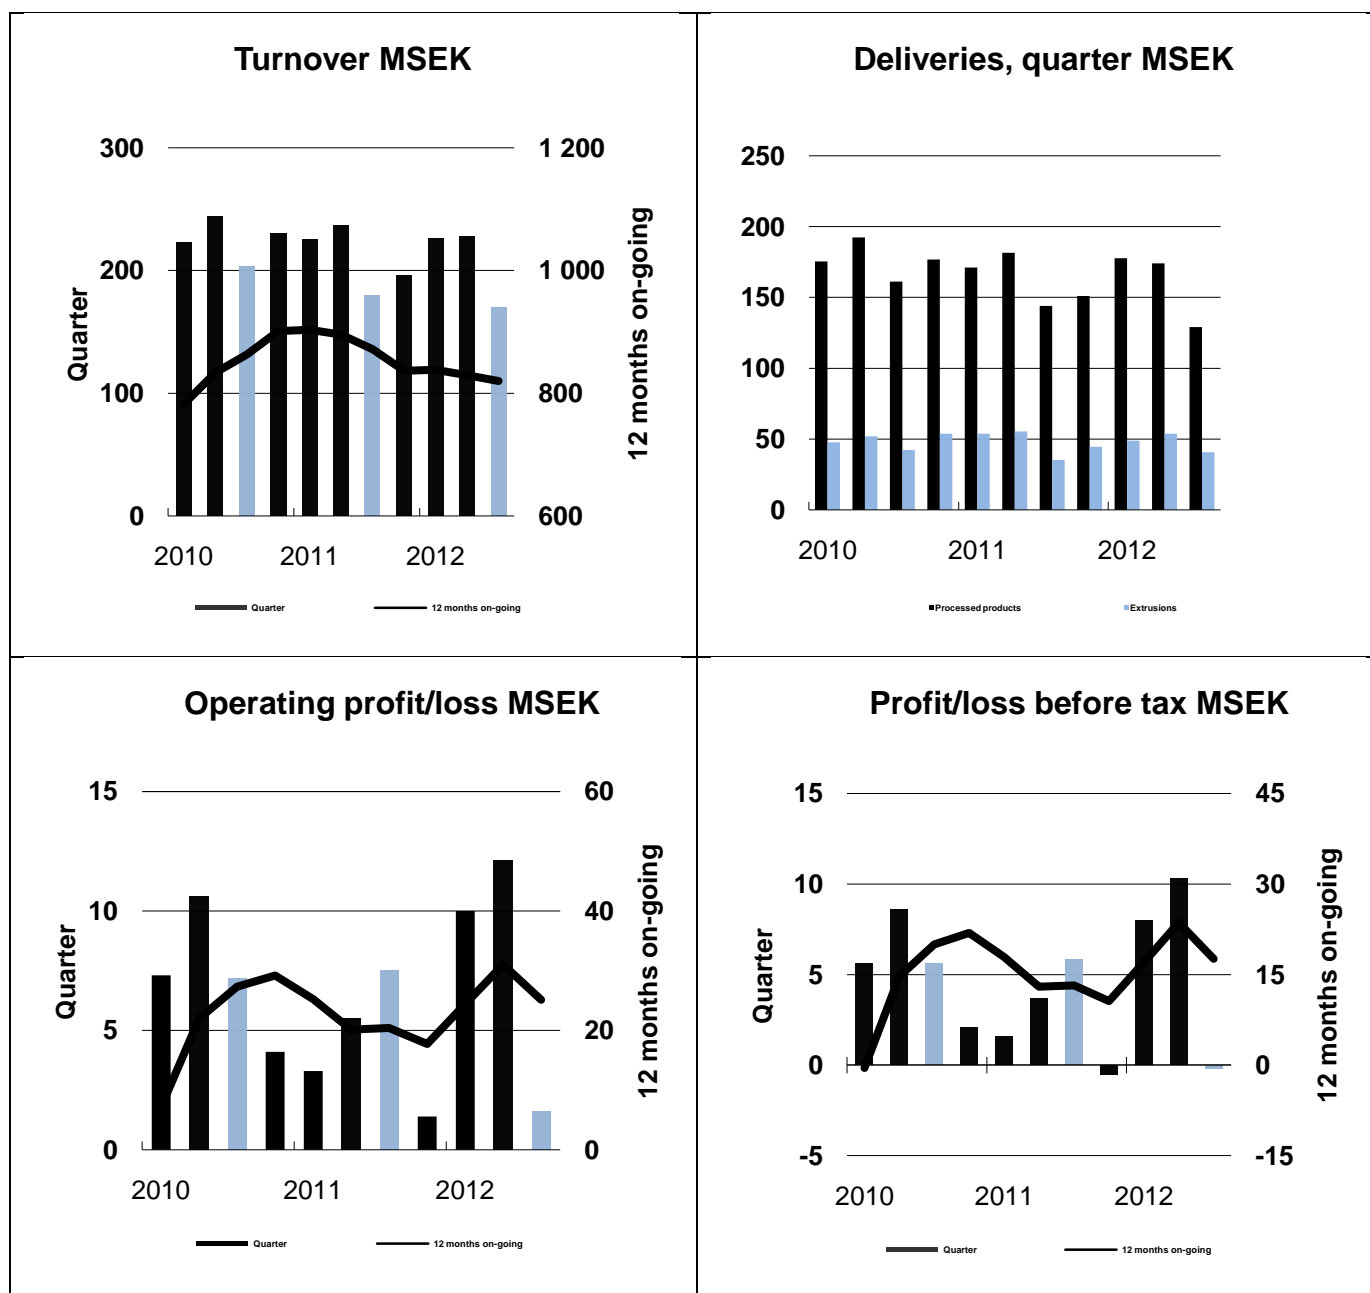 Turnover MSEK
300
200
100
0
Quarter
1 200
1 000
800
600
12 months on-going
2010 2011 2012
Quarter 12 months on-going
Deliveries, quarter MSEK
250
200
150
100
50
0
2010 2011 2012
Processed products Extrusions
Operating profit/loss MSEK
15
10
5
0
Quarter
60
40
20
0
12 months on-going
2010 2011 2012
Quarter 12 months on-going
Profit/loss before tax MSEK
15
10
5
0
-5
Quarter
45
30
15
0
-15
12 months on-going
2010 2011 2012
Quarter 12 months on-going